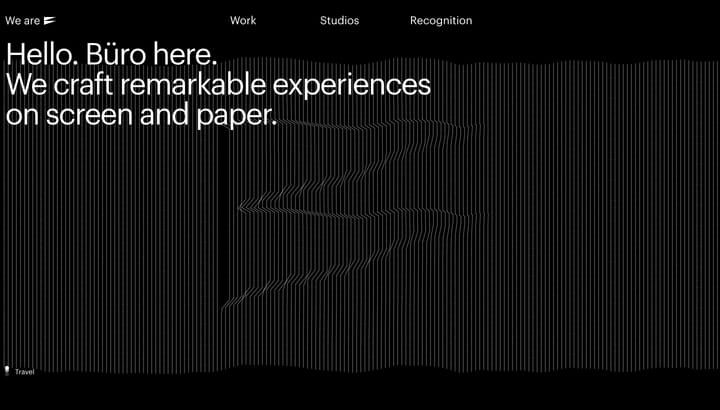 We are
Work
Studios
Recognition
Hello. Büro here.
We craft remarkable experiences
on screen and paper.
Travel